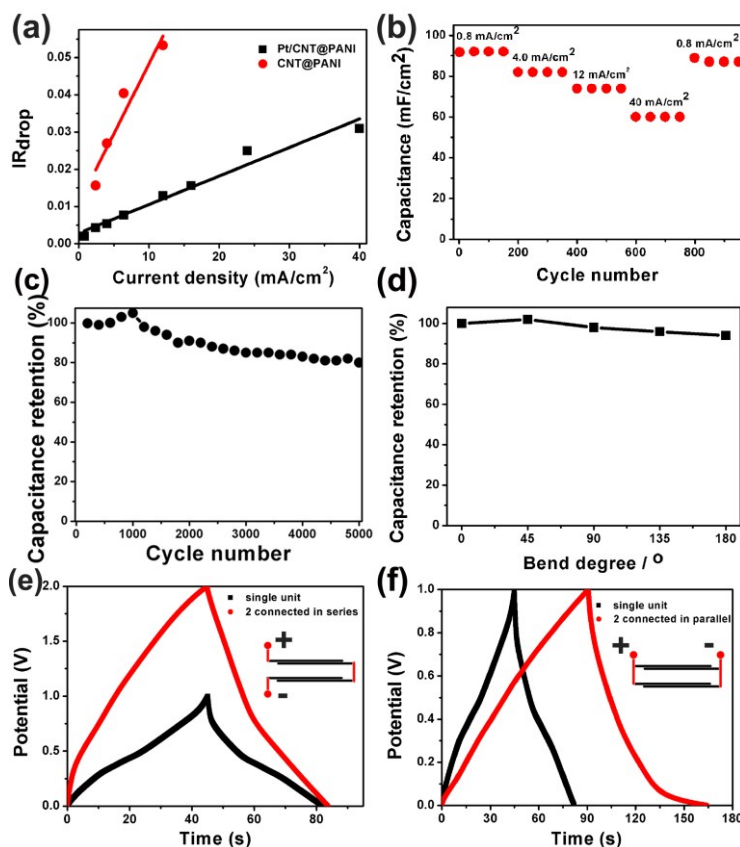 (a)
Pt/CNT@PANI
CNT@PANI
IRdrop
0.05
0.04
0.03
0.02
0.01
0.00
0 10 20 30 40
Current density (mA/cm²)
(b)
0.8 mA/cm²
4.0 mA/cm²
12 mA/cm²
40 mA/cm²
0.8 mA/cm²
Capacitance (mF/cm²)
100
80
60
40
20
0
0 200 400 600 800
Cycle number
(c)
Capacitance retention (%)
100
80
60
40
20
0
0 1000 2000 3000 4000 5000
Cycle number
(d)
Capacitance retention (%)
100
80
60
40
20
0
0 45 90 135 180
Bend degree / °
(e)
single unit
2 connected in series
+
-
Potential (V)
2.0
1.5
1.0
0.5
0.0
0 20 40 60 80
Time (s)
(f)
single unit
2 connected in parallel
+ -
Potential (V)
1.0
0.8
0.6
0.4
0.2
0.0
0 45 90 135 180
Time (s)